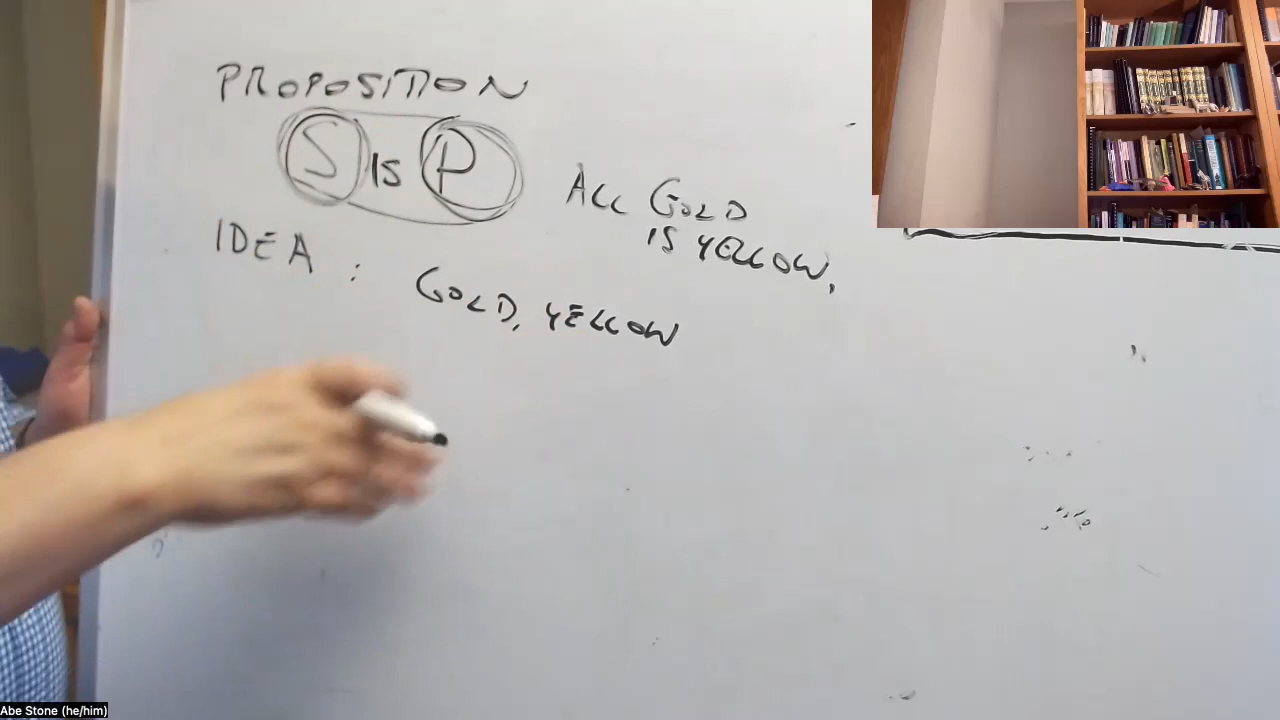 PROPOSITION
S IS P
ALL GOLD
IS YELLOW.
IDEA : GOLD, YELLOW
Abe Stone (he/him)